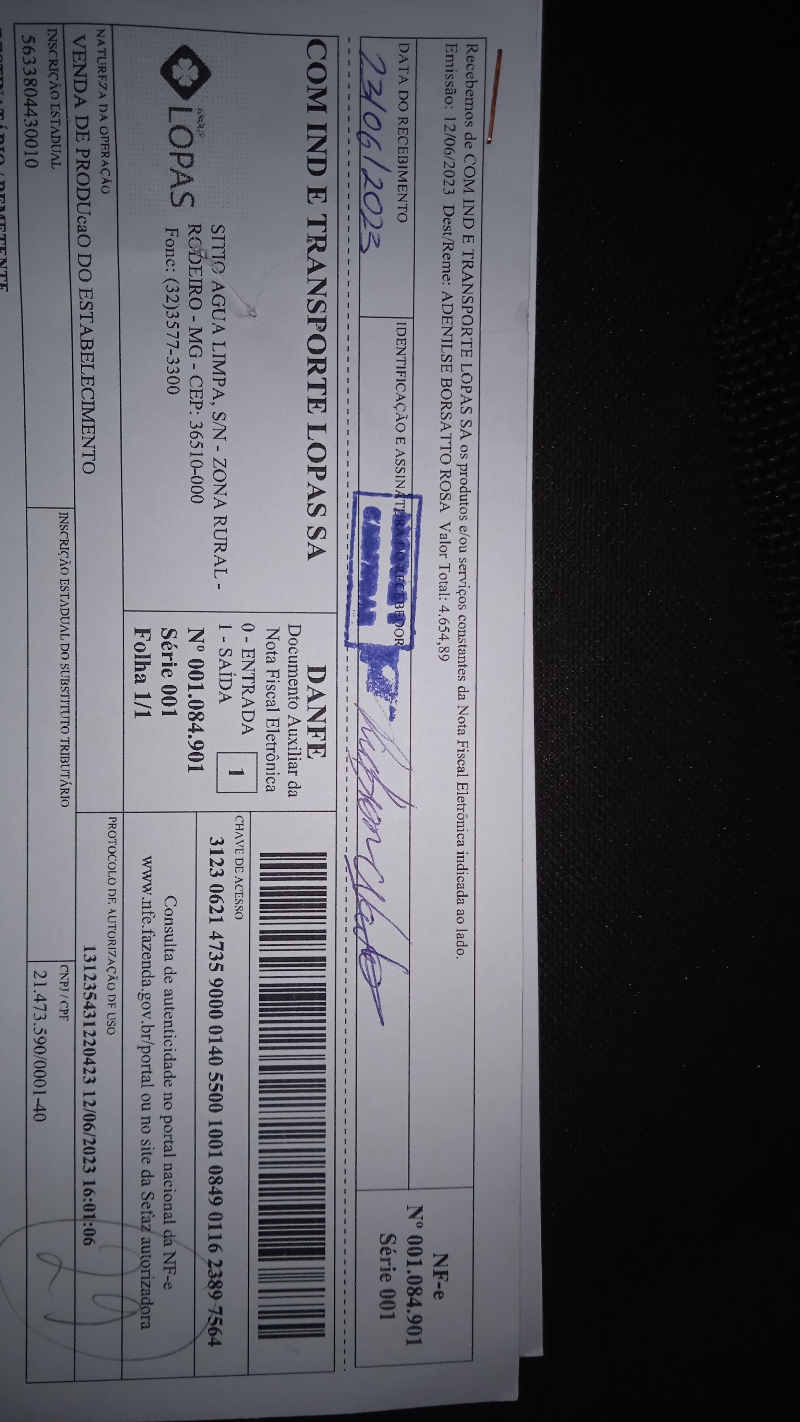 Recebemos de COM IND E TRANSPORTE LOPAS SA os produtos e/ou serviços constantes da Nota Fiscal Eletrônica indicada ao lado.
Emissão: 12/06/2023 Dest/Reme: ADENILSE BORSATTO ROSA Valor Total: 4.654,89
DATA DO RECEBIMENTO
23/06/2023
IDENTIFICAÇÃO E ASSINATURA DO RECEBEDOR
NF-e
Nº 001.084.901
Série 001
COM IND E TRANSPORTE LOPAS SA
GROUP
LOPAS
SITIO AGUA LIMPA, S/N - ZONA RURAL -
RODEIRO - MG - CEP: 36510-000
Fone: (32)3577-3300
DANFE
Documento Auxiliar da
Nota Fiscal Eletrônica
0 - ENTRADA
1 - SAÍDA
1
Nº 001.084.901
Série 001
Folha 1/1
CHAVE DE ACESSO
3123 0621 4735 9000 0140 5500 1001 0849 0116 2389 7564
Consulta de autenticidade no portal nacional da NF-e
www.nfe.fazenda.gov.br/portal ou no site da Sefaz autorizadora
NATUREZA DA OPERAÇÃO
VENDA DE PRODUcaO DO ESTABELECIMENTO
PROTOCOLO DE AUTORIZAÇÃO DE USO
131235431220423 12/06/2023 16:01:06
INSCRIÇÃO ESTADUAL
5633804430010
INSCRIÇÃO ESTADUAL DO SUBSTITUTO TRIBUTÁRIO
CNPJ / CPF
21.473.590/0001-40
DESTINATÁRIO / REMETENTE